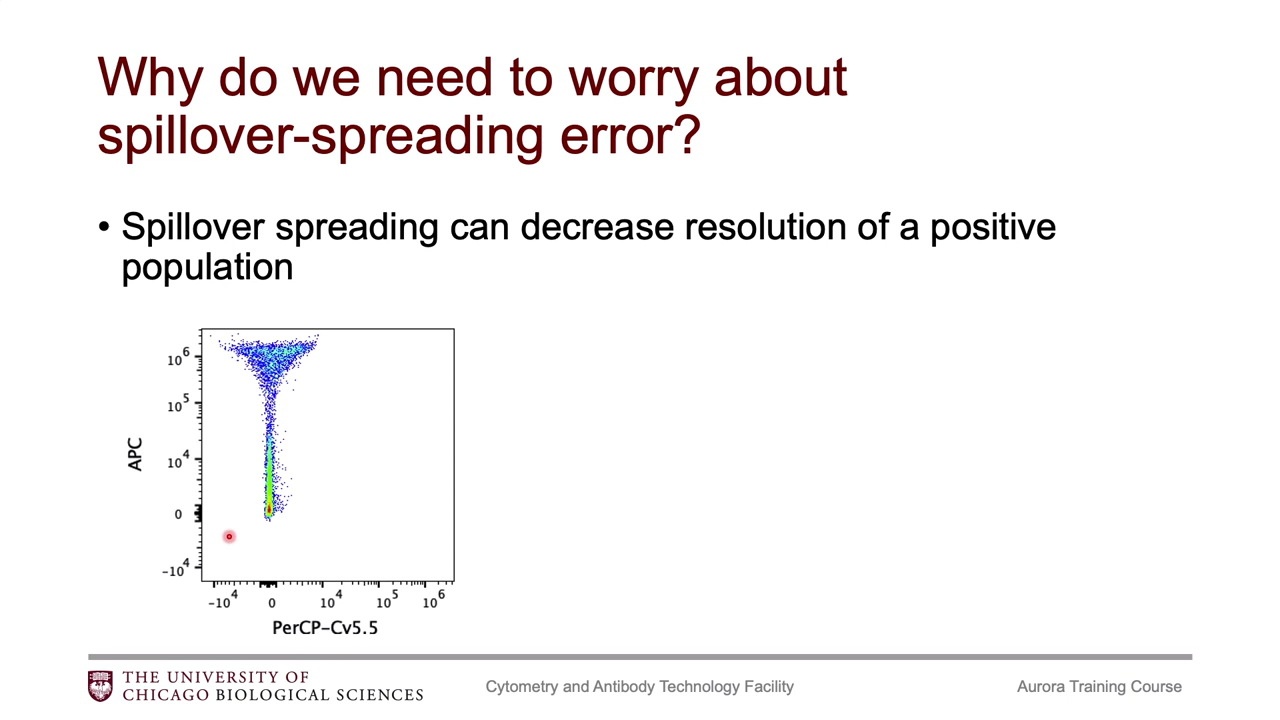 Why do we need to worry about
spillover-spreading error?
• Spillover spreading can decrease resolution of a positive
population
10^6
10^5
10^4
0
-10^4
APC
-10^4 0 10^4 10^5 10^6
PerCP-Cy5.5
THE UNIVERSITY OF
CHICAGO BIOLOGICAL SCIENCES
Cytometry and Antibody Technology Facility
Aurora Training Course